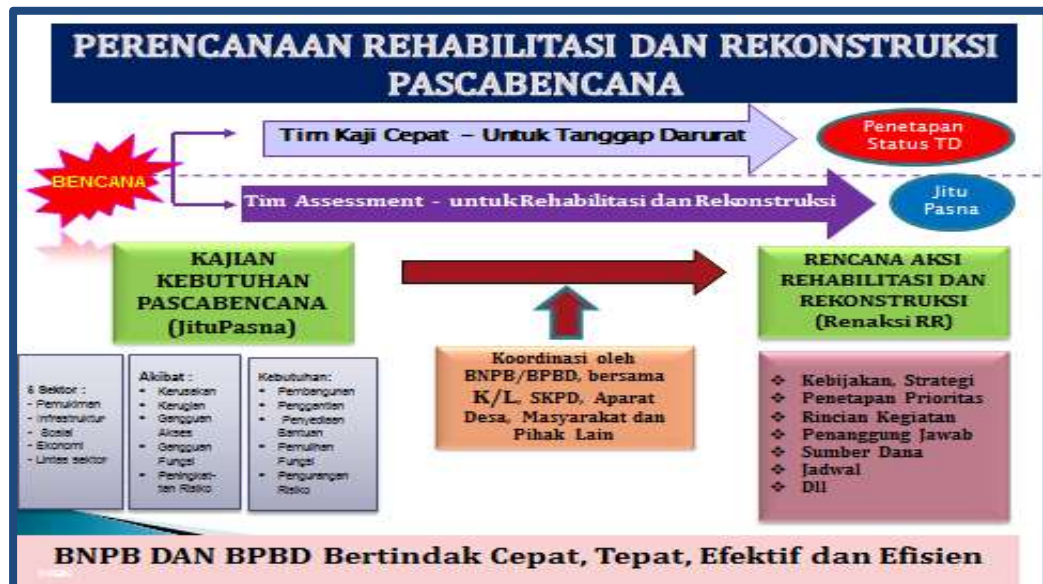 PERENCANAAN REHABILITASI DAN REKONSTRUKSI
PASCABENCANA
BENCANA
Tim Kaji Cepat – Untuk Tanggap Darurat
Penetapan
Status TD
Tim Assessment - untuk Rehabilitasi dan Rekonstruksi
Jitu
Pasna
KAJIAN
KEBUTUHAN
PASCABENCANA
(JituPasna)
RENCANA AKSI
REHABILITASI DAN
REKONSTRUKSI
(Renaksi RR)
Sektor :
- Pemukiman
- Infrastruktur
- Sosial
- Ekonomi
- Lintas sektor
Akibat :
• Kerusakan
• Kerugian
• Gangguan
Akses
• Gangguan
Fungsi
• Peningkat-
tan Risiko
Kebutuhan:
• Pembangunan
• Penggantian
• Penyediaan
Bantuan
• Pemulihan
Fungsi
• Pengurangan
Risiko
Koordinasi oleh
BNPB/BPBD, bersama
K/L, SKPD, Aparat
Desa, Masyarakat dan
Pihak Lain
❖ Kebijakan, Strategi
❖ Penetapan Prioritas
❖ Rincian Kegiatan
❖ Penanggung Jawab
❖ Sumber Dana
❖ Jadwal
❖ Dll
BNPB DAN BPBD Bertindak Cepat, Tepat, Efektif dan Efisien